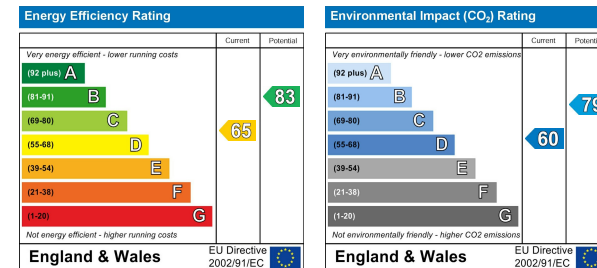 Energy Efficiency Rating
Current Potential
Very energy efficient - lower running costs
(92 plus) A
(81-91) B
83
(69-80) C
65
(55-68) D
(39-54) E
(21-38) F
(1-20) G
Not energy efficient - higher running costs
England & Wales
EU Directive
2002/91/EC
Environmental Impact (CO2) Rating
Current Potenti
Very environmentally friendly - lower CO2 emissions
(92 plus) A
(81-91) B
79
(69-80) C
(55-68) D
60
(39-54) E
(21-38) F
(1-20) G
Not environmentally friendly - higher CO2 emissions
England & Wales
EU Directive
2002/91/EC